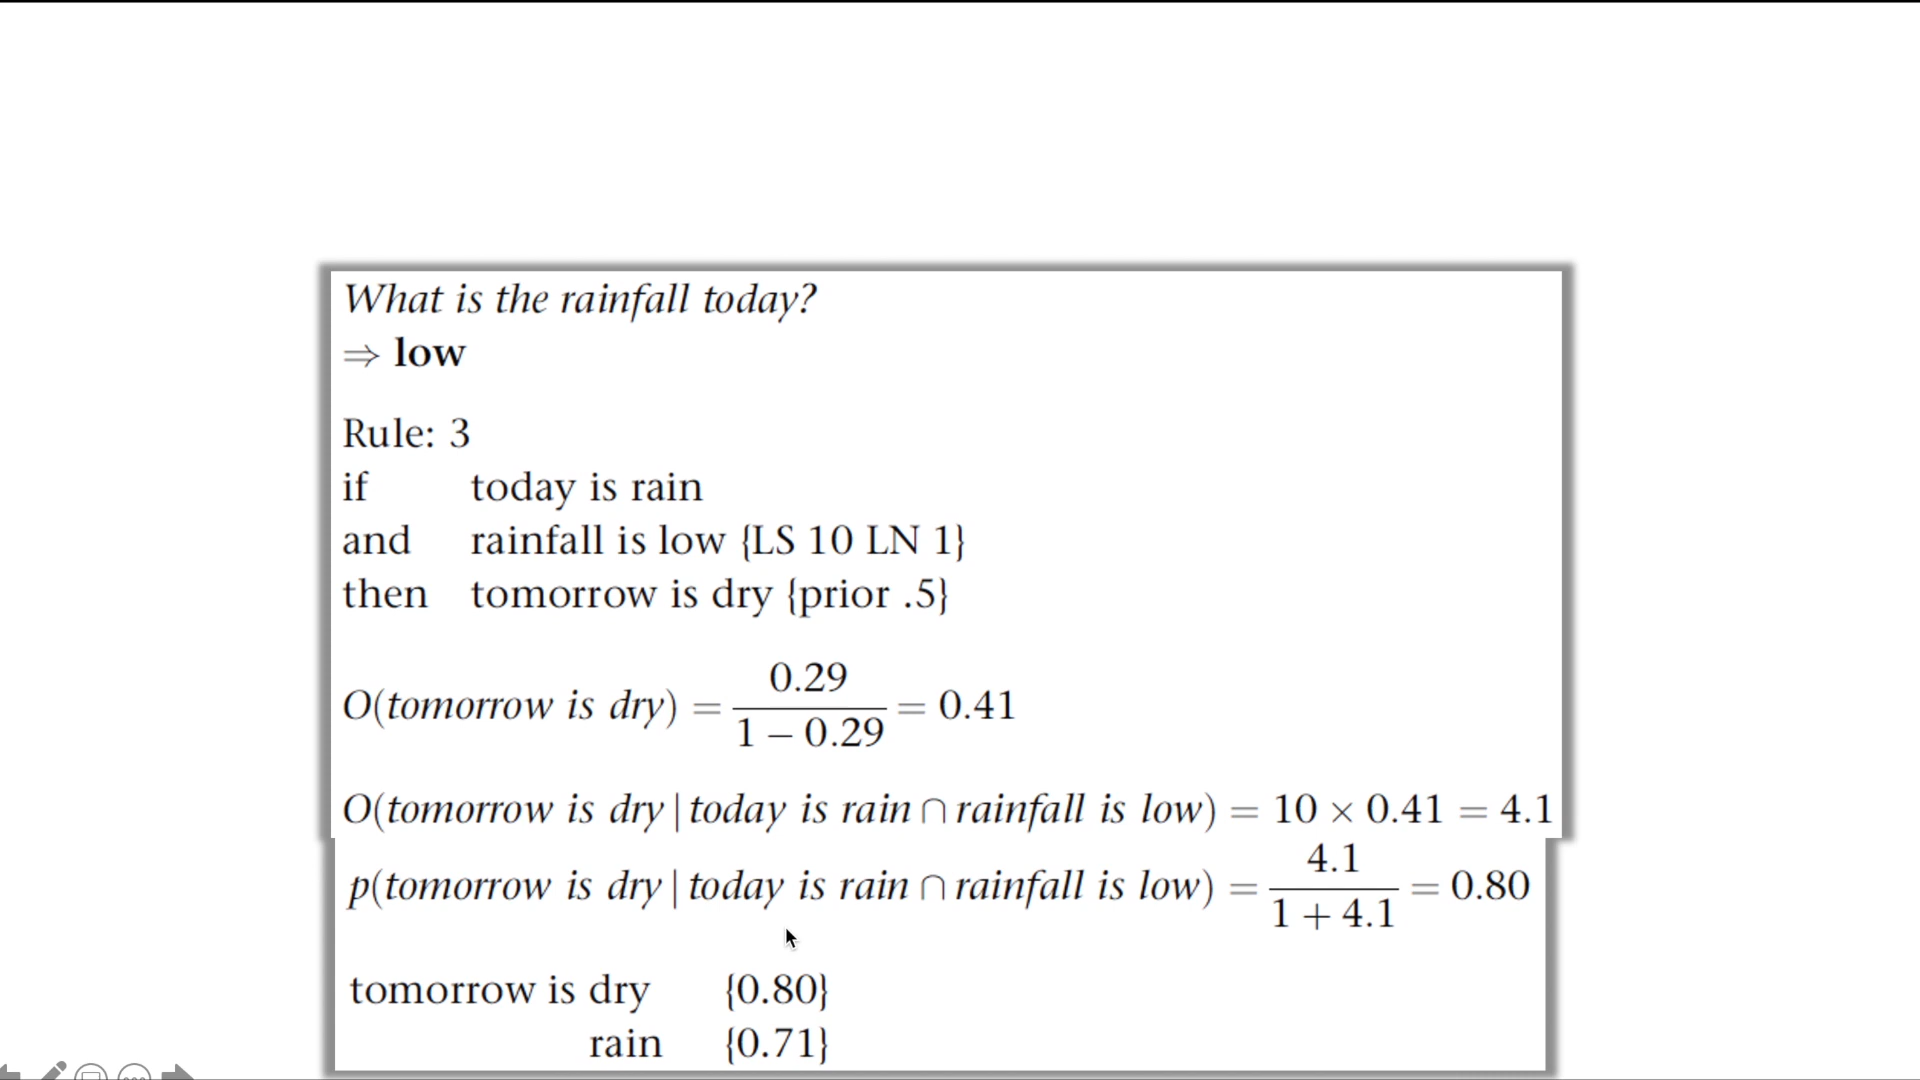 What is the rainfall today?
⇒ low
Rule: 3
if today is rain
and rainfall is low {LS 10 LN 1}
then tomorrow is dry {prior .5}
O(tomorrow is dry) = 0.29 / 1 − 0.29 = 0.41
O(tomorrow is dry | today is rain ∩ rainfall is low) = 10 × 0.41 = 4.1
p(tomorrow is dry | today is rain ∩ rainfall is low) = 4.1 / 1 + 4.1 = 0.80
tomorrow is dry {0.80}
rain {0.71}